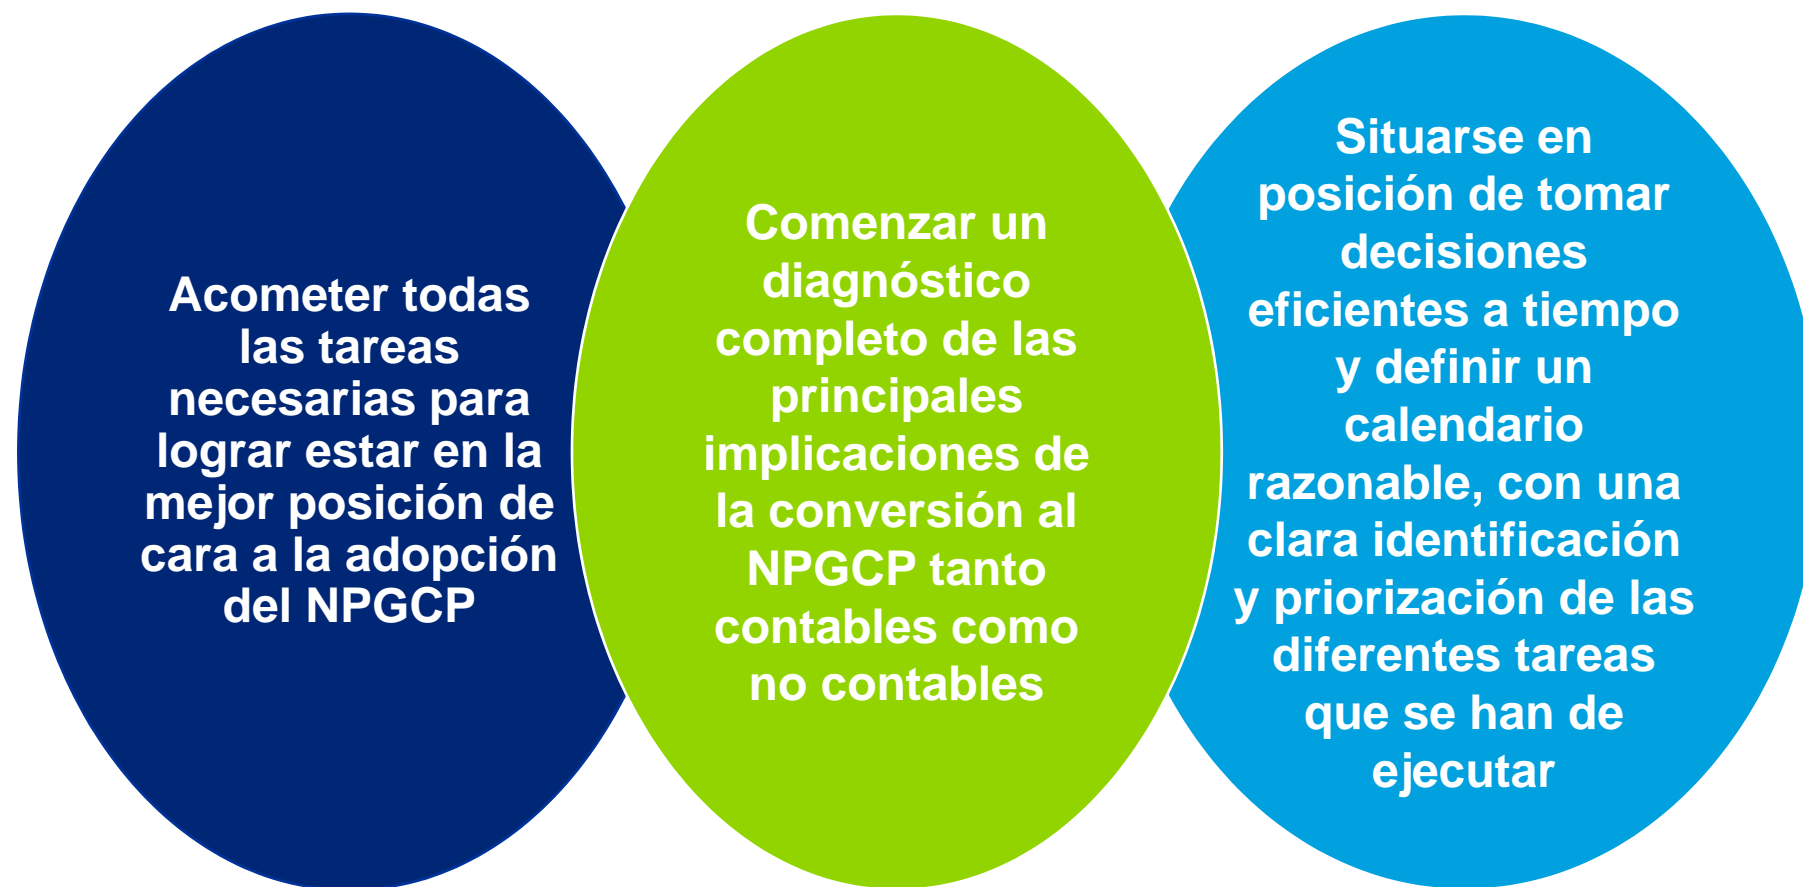 Acometer todas
las tareas
necesarias para
lograr estar en la
mejor posición de
cara a la adopción
del NPGCP
Comenzar un
diagnóstico
completo de las
principales
implicaciones de
la conversión al
NPGCP tanto
contables como
no contables
Situarse en
posición de tomar
decisiones
eficientes a tiempo
y definir un
calendario
razonable, con una
clara identificación
y priorización de las
diferentes tareas
que se han de
ejecutar